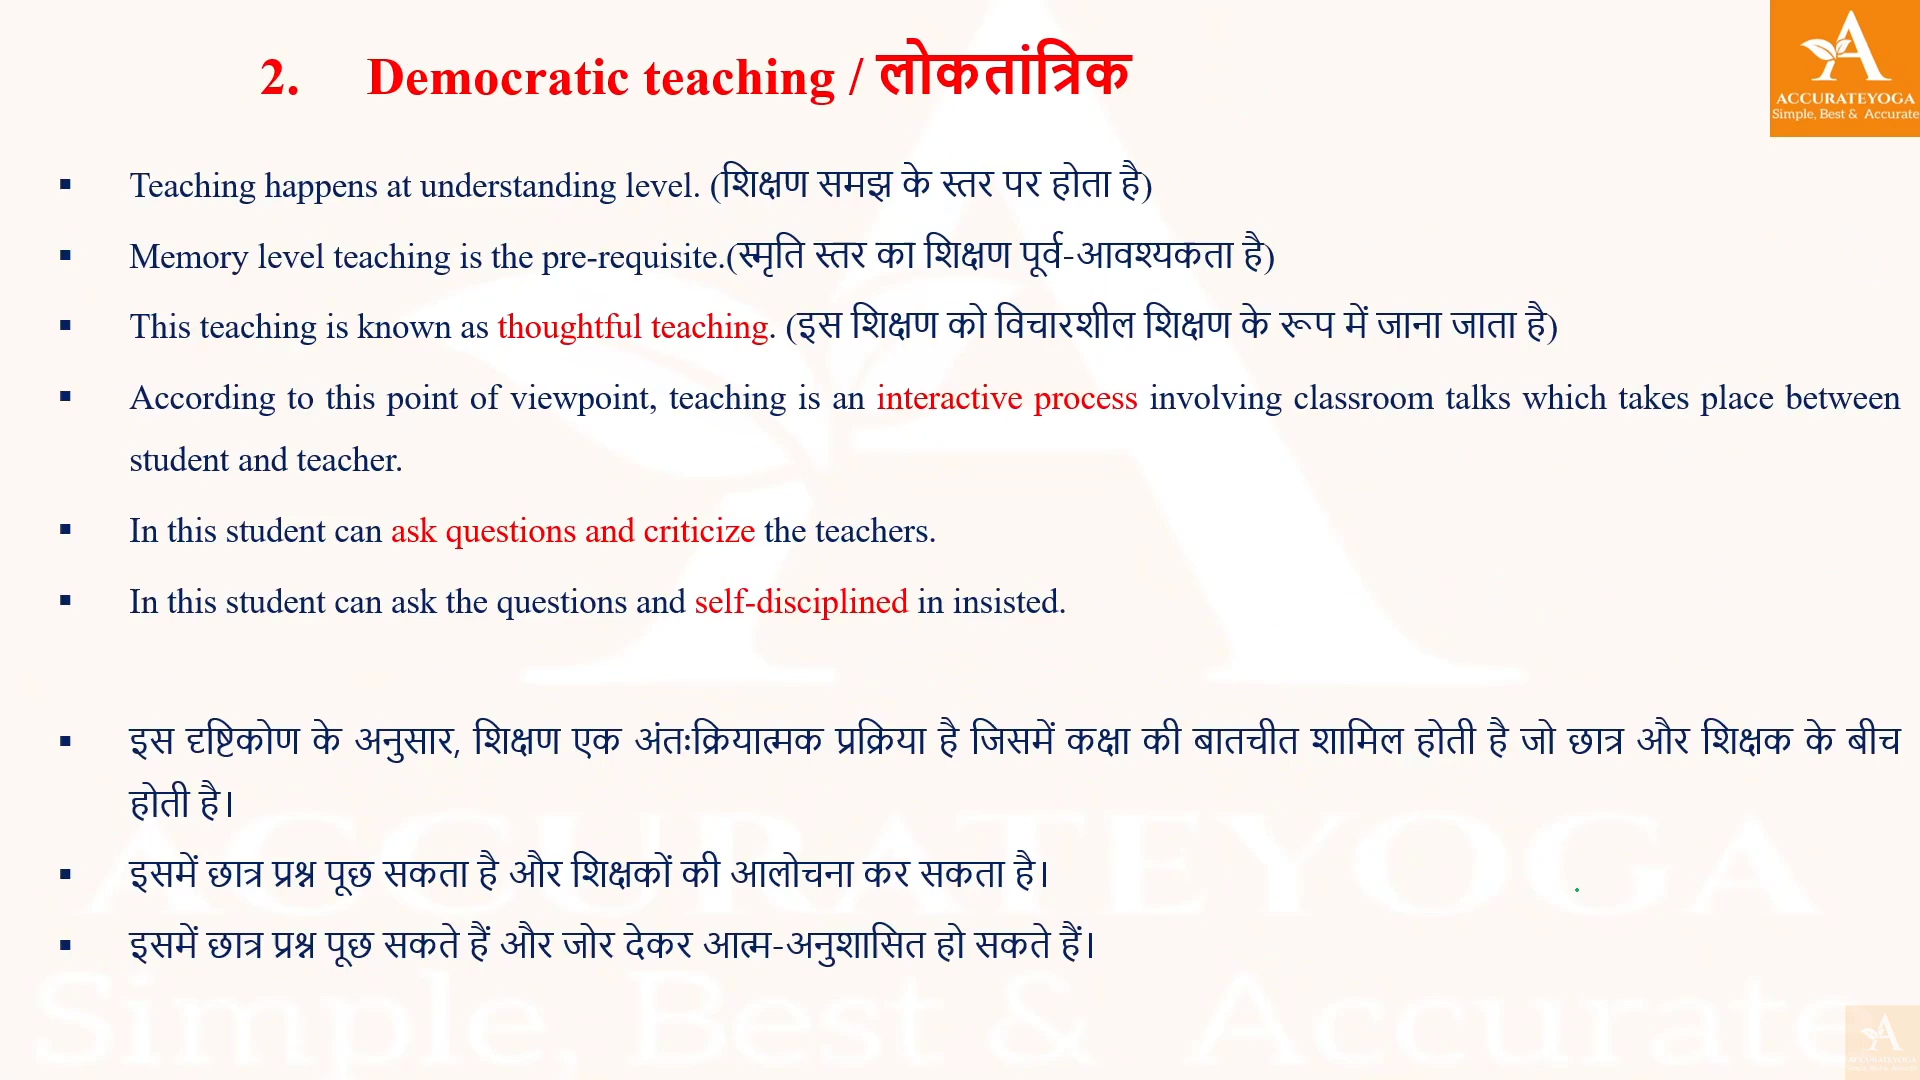 2. Democratic teaching / लोकतांत्रिक
ACCURATEYOGA
Simple, Best & Accurate
▪ Teaching happens at understanding level. (शिक्षण समझ के स्तर पर होता है)
▪ Memory level teaching is the pre-requisite.(स्मृति स्तर का शिक्षण पूर्व-आवश्यकता है)
▪ This teaching is known as thoughtful teaching. (इस शिक्षण को विचारशील शिक्षण के रूप में जाना जाता है)
▪ According to this point of viewpoint, teaching is an interactive process involving classroom talks which takes place between
student and teacher.
▪ In this student can ask questions and criticize the teachers.
▪ In this student can ask the questions and self-disciplined in insisted.
▪ इस दृष्टिकोण के अनुसार, शिक्षण एक अंतःक्रियात्मक प्रक्रिया है जिसमें कक्षा की बातचीत शामिल होती है जो छात्र और शिक्षक के बीच
होती है।
▪ इसमें छात्र प्रश्न पूछ सकता है और शिक्षकों की आलोचना कर सकता है।
▪ इसमें छात्र प्रश्न पूछ सकते हैं और जोर देकर आत्म-अनुशासित हो सकते हैं।
ACCURATEYOGA
Simple, Best & Accurate